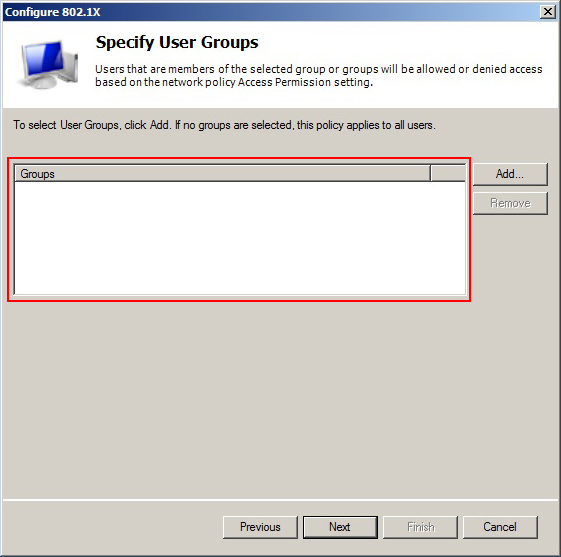 Configure 802.1X
Specify User Groups
Users that are members of the selected group or groups will be allowed or denied access
based on the network policy Access Permission setting.
To select User Groups, click Add. If no groups are selected, this policy applies to all users.
Groups
Add...
Remove
Previous
Next
Finish
Cancel